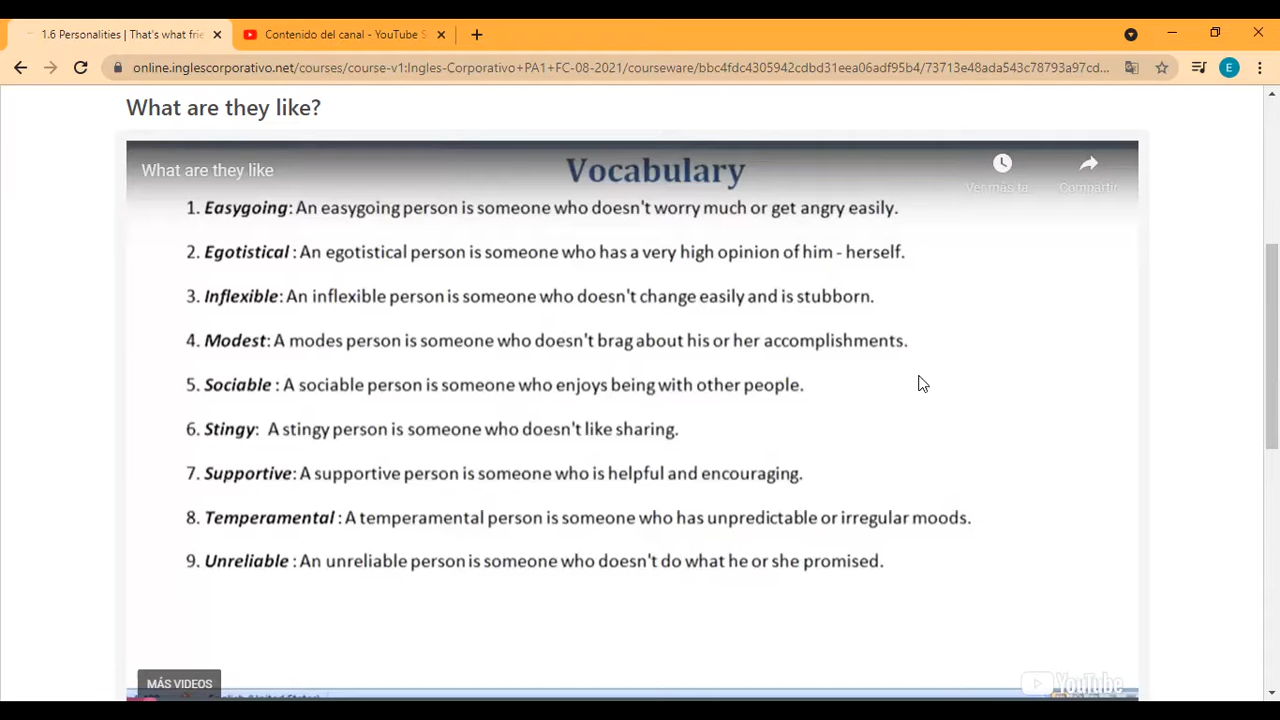 1.6 Personalities | That's what frie
Contenido del canal - YouTube S
online.inglescorporativo.net/courses/course-v1:Ingles-Corporativo+PA1+FC-08-2021/courseware/bbc4fdc4305942cdbd31eea06adf95b4/73713e48ada543c78793a97cd...
E
What are they like?
What are they like
Vocabulary
Ver más ta
Compartir
1. Easygoing: An easygoing person is someone who doesn't worry much or get angry easily.
2. Egotistical : An egotistical person is someone who has a very high opinion of him - herself.
3. Inflexible: An inflexible person is someone who doesn't change easily and is stubborn.
4. Modest: A modes person is someone who doesn't brag about his or her accomplishments.
5. Sociable : A sociable person is someone who enjoys being with other people.
6. Stingy: A stingy person is someone who doesn't like sharing.
7. Supportive: A supportive person is someone who is helpful and encouraging.
8. Temperamental : A temperamental person is someone who has unpredictable or irregular moods.
9. Unreliable : An unreliable person is someone who doesn't do what he or she promised.
MÁS VIDEOS
YouTube
English (United States)